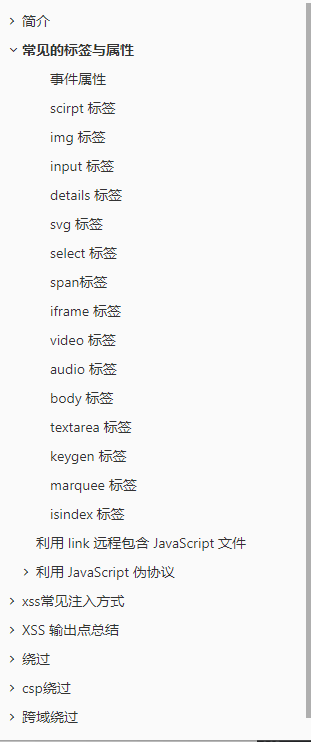 简介
常见的标签与属性
事件属性
scirpt 标签
img 标签
input 标签
details 标签
svg 标签
select 标签
span标签
iframe 标签
video 标签
audio 标签
body 标签
textarea 标签
keygen 标签
marquee 标签
isindex 标签
利用 link 远程包含 JavaScript 文件
利用 JavaScript 伪协议
xss常见注入方式
XSS 输出点总结
绕过
csp绕过
跨域绕过